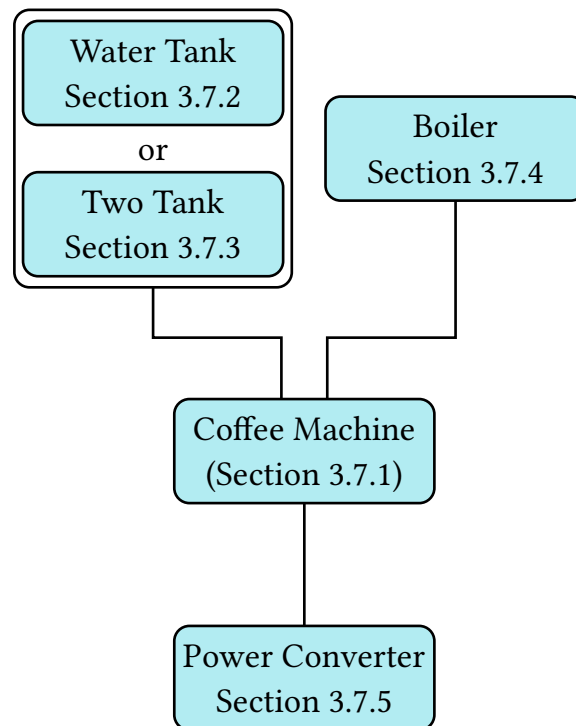 Water Tank
Section 3.7.2
or
Two Tank
Section 3.7.3
Boiler
Section 3.7.4
Coffee Machine
(Section 3.7.1)
Power Converter
Section 3.7.5